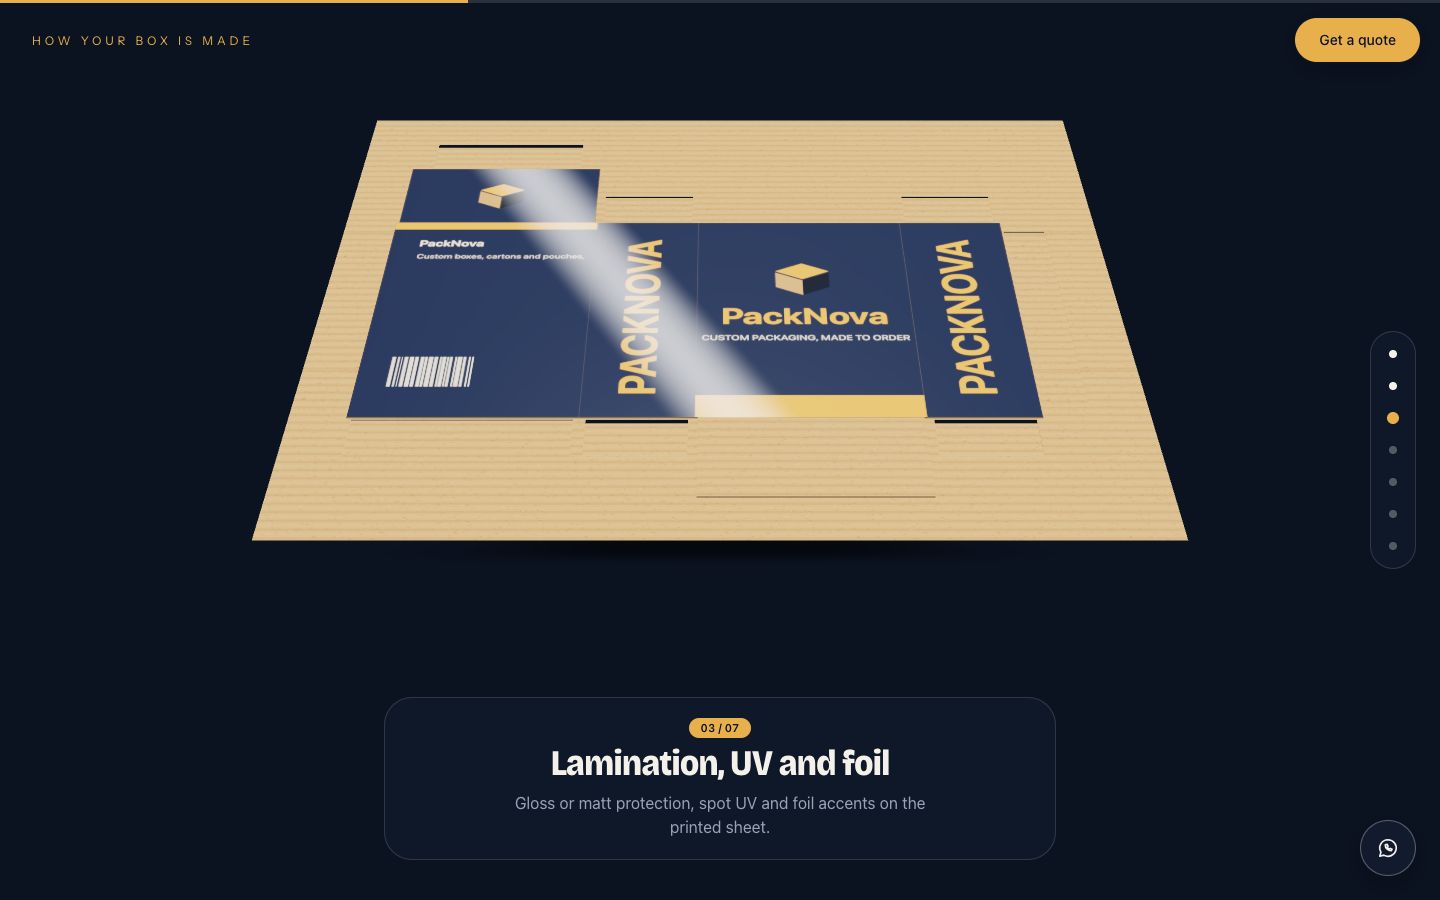 HOW YOUR BOX IS MADE
Get a quote
PackNova
Custom boxes, cartons and pouches.
PACKNOVA
PackNova
CUSTOM PACKAGING, MADE TO ORDER
PACKNOVA
03 / 07
Lamination, UV and foil
Gloss or matt protection, spot UV and foil accents on the
printed sheet.